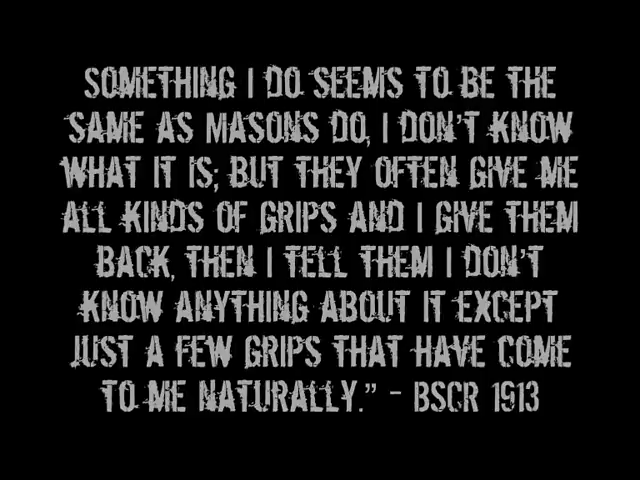 SOMETHING I DO SEEMS TO BE THE
SAME AS MASONS DO, I DON'T KNOW
WHAT IT IS; BUT THEY OFTEN GIVE ME
ALL KINDS OF GRIPS AND I GIVE THEM
BACK, THEN I TELL THEM I DON'T
KNOW ANYTHING ABOUT IT EXCEPT
JUST A FEW GRIPS THAT HAVE COME
TO ME NATURALLY." - BSCR 1913